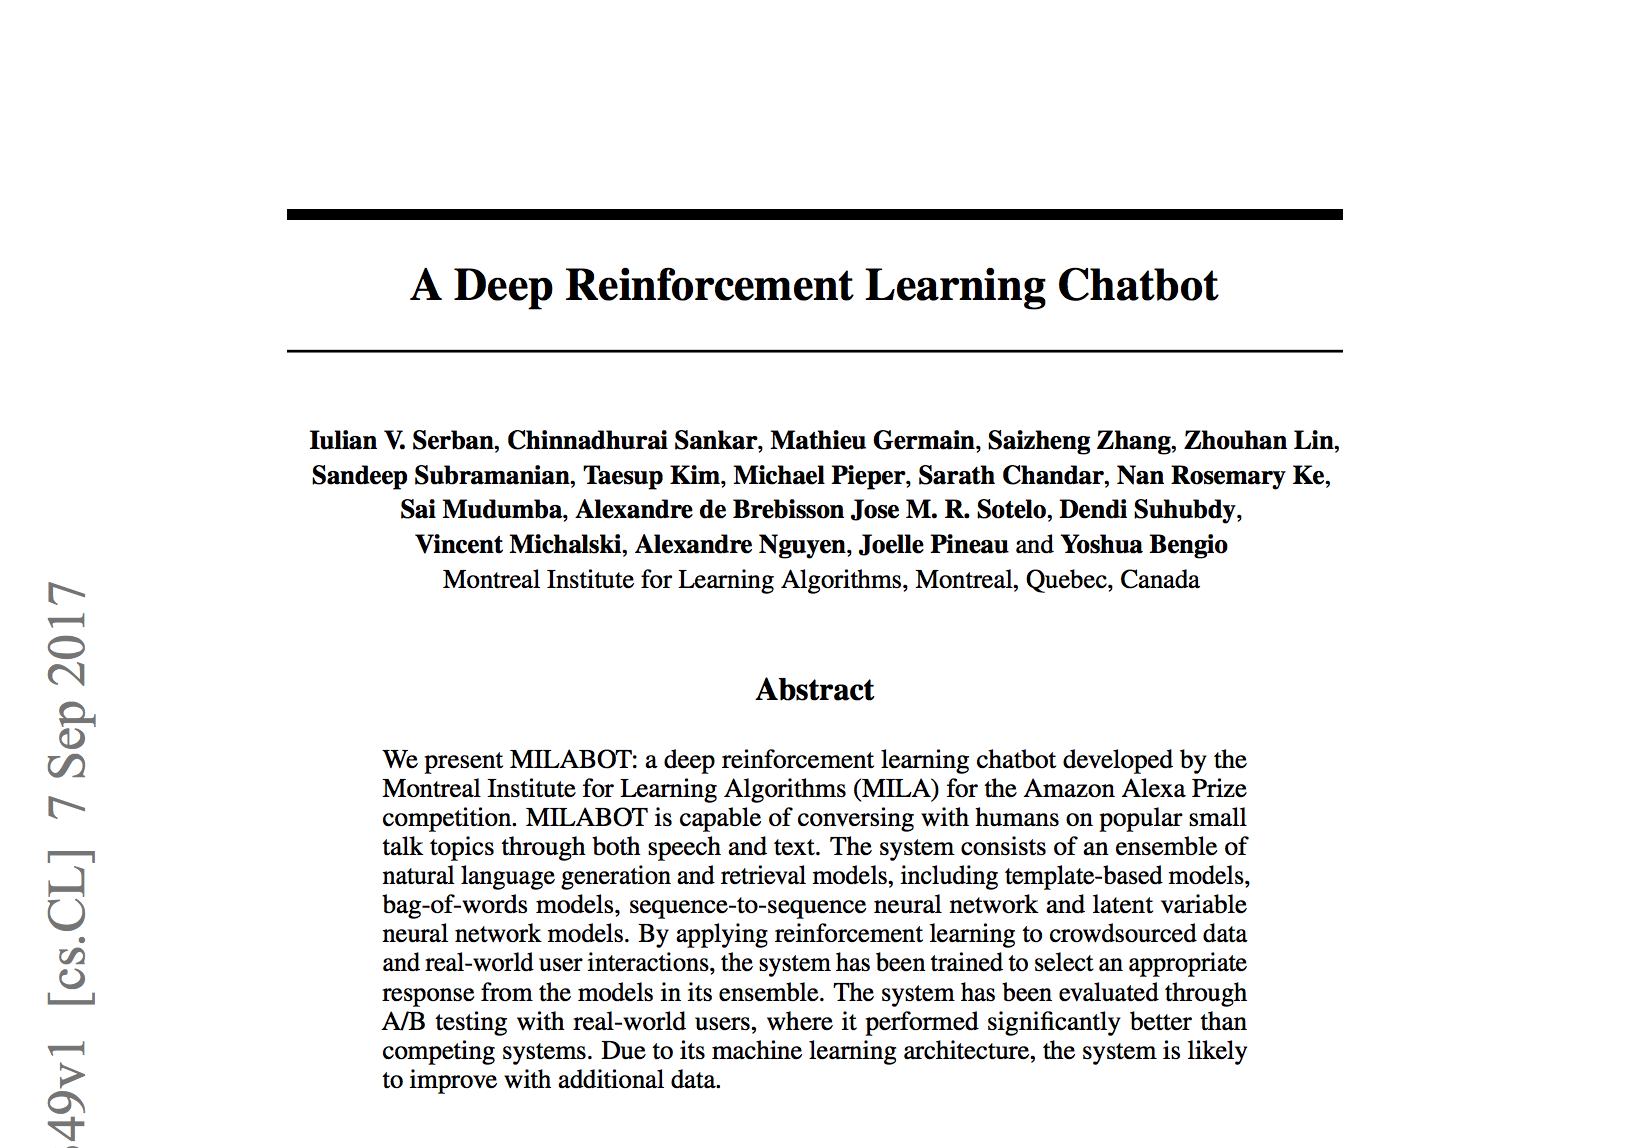 A Deep Reinforcement Learning Chatbot
Iulian V. Serban, Chinnadhurai Sankar, Mathieu Germain, Saizheng Zhang, Zhouhan Lin,
Sandeep Subramanian, Taesup Kim, Michael Pieper, Sarath Chandar, Nan Rosemary Ke,
Sai Mudumba, Alexandre de Brebisson Jose M. R. Sotelo, Dendi Suhubdy,
Vincent Michalski, Alexandre Nguyen, Joelle Pineau and Yoshua Bengio
Montreal Institute for Learning Algorithms, Montreal, Quebec, Canada
Abstract
We present MILABOT: a deep reinforcement learning chatbot developed by the
Montreal Institute for Learning Algorithms (MILA) for the Amazon Alexa Prize
competition. MILABOT is capable of conversing with humans on popular small
talk topics through both speech and text. The system consists of an ensemble of
natural language generation and retrieval models, including template-based models,
bag-of-words models, sequence-to-sequence neural network and latent variable
neural network models. By applying reinforcement learning to crowdsourced data
and real-world user interactions, the system has been trained to select an appropriate
response from the models in its ensemble. The system has been evaluated through
A/B testing with real-world users, where it performed significantly better than
competing systems. Due to its machine learning architecture, the system is likely
to improve with additional data.
49v1 [cs.CL] 7 Sep 2017